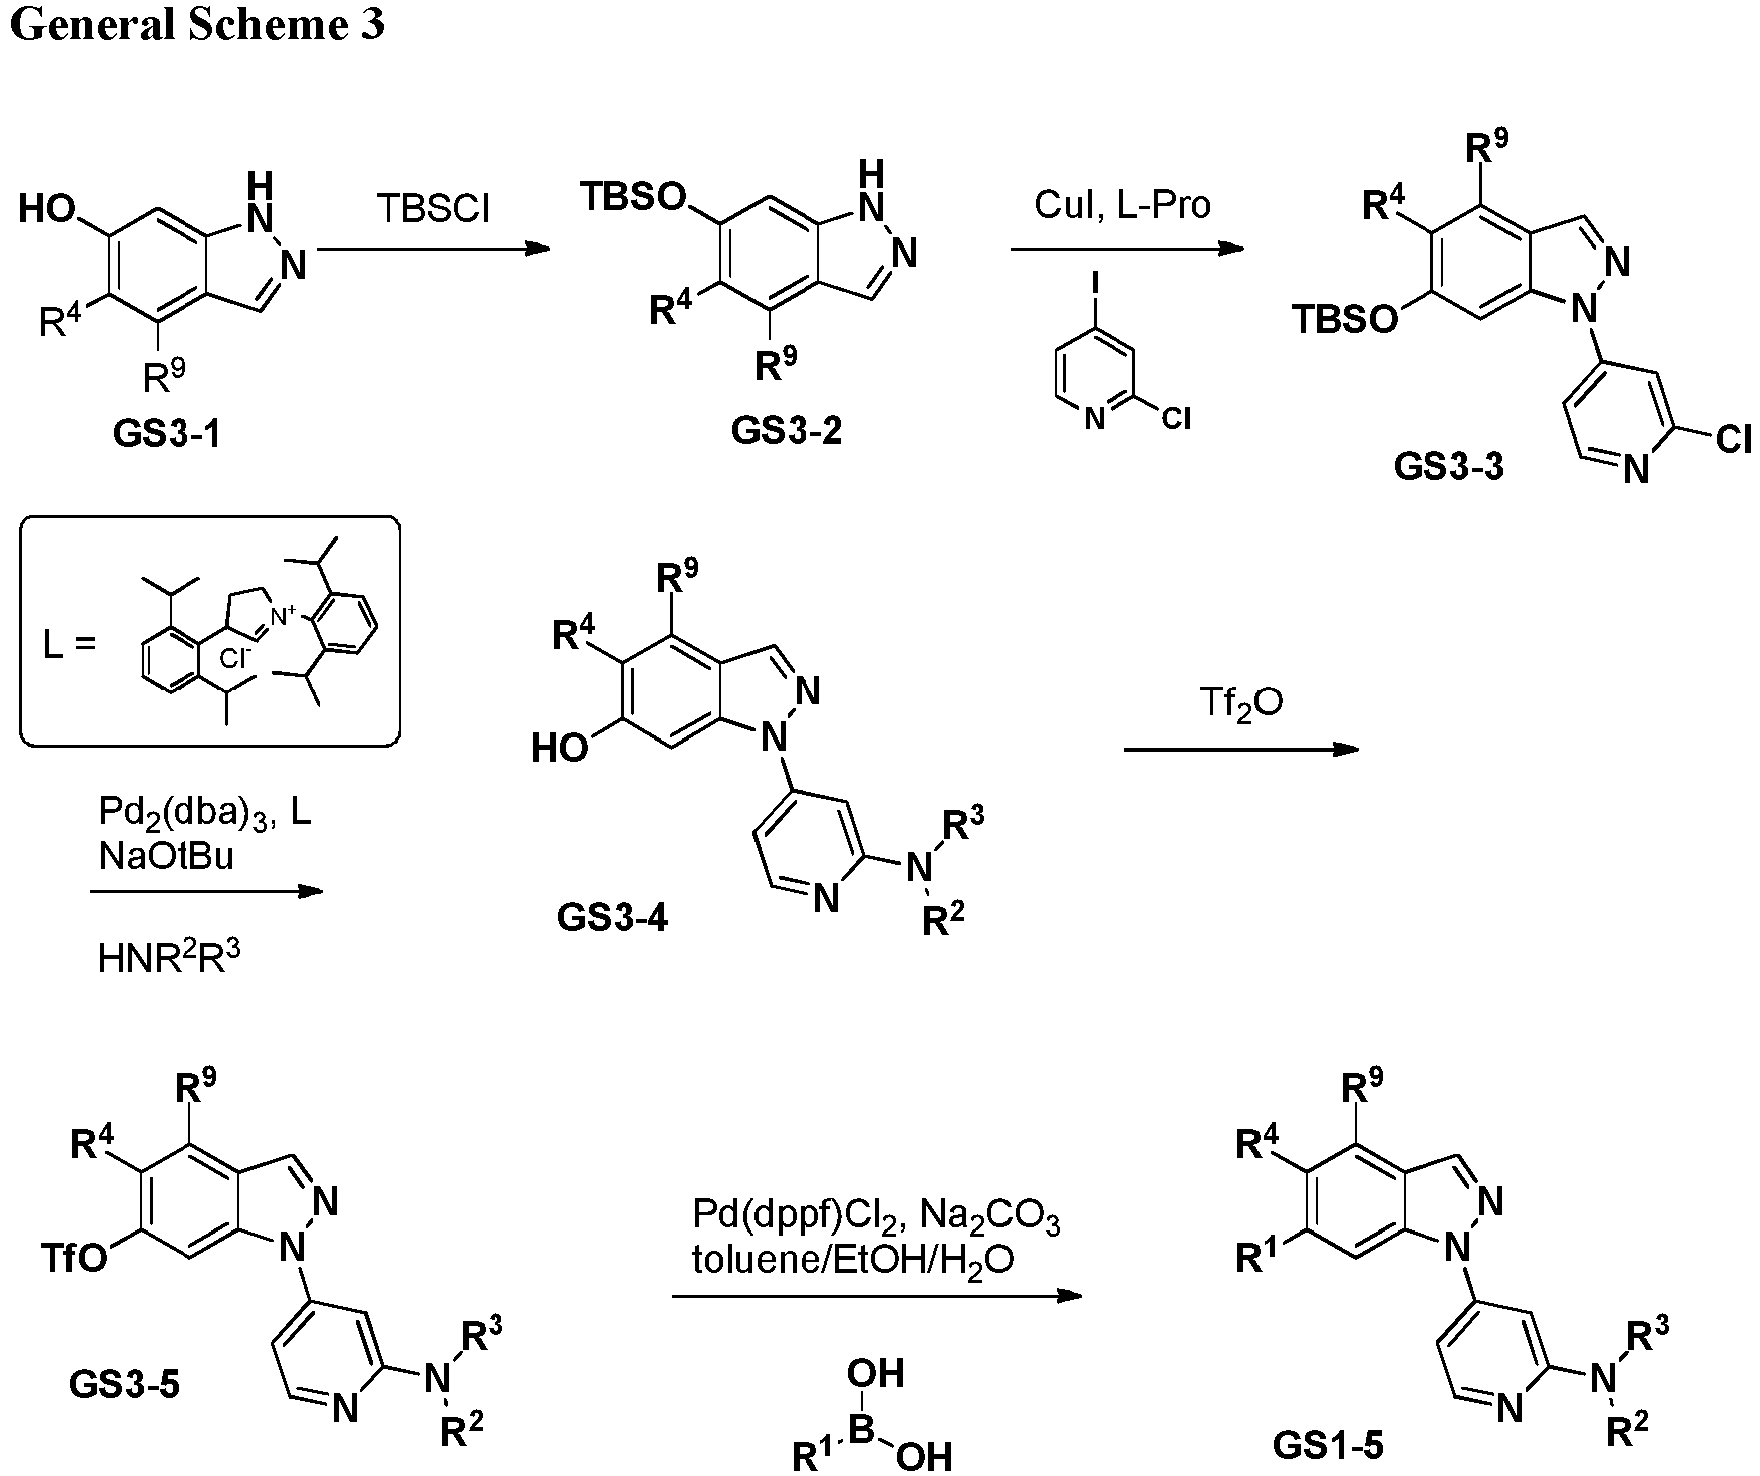 General Scheme 3
HO
H
N
N
R4
R9
GS3-1
TBSCl
TBSO
H
N
N
R4
R9
GS3-2
CuI, L-Pro
I
N
Cl
R9
R4
N
N
TBSO
N
Cl
GS3-3
L =
N+
Cl-
Pd2(dba)3, L
NaOtBu
HNR2R3
R9
R4
N
N
HO
N
N
R3
R2
GS3-4
Tf2O
R9
R4
N
N
TfO
N
N
R3
R2
GS3-5
Pd(dppf)Cl2, Na2CO3
toluene/EtOH/H2O
OH
B
R1
OH
R9
R4
N
N
R1
N
N
R3
R2
GS1-5